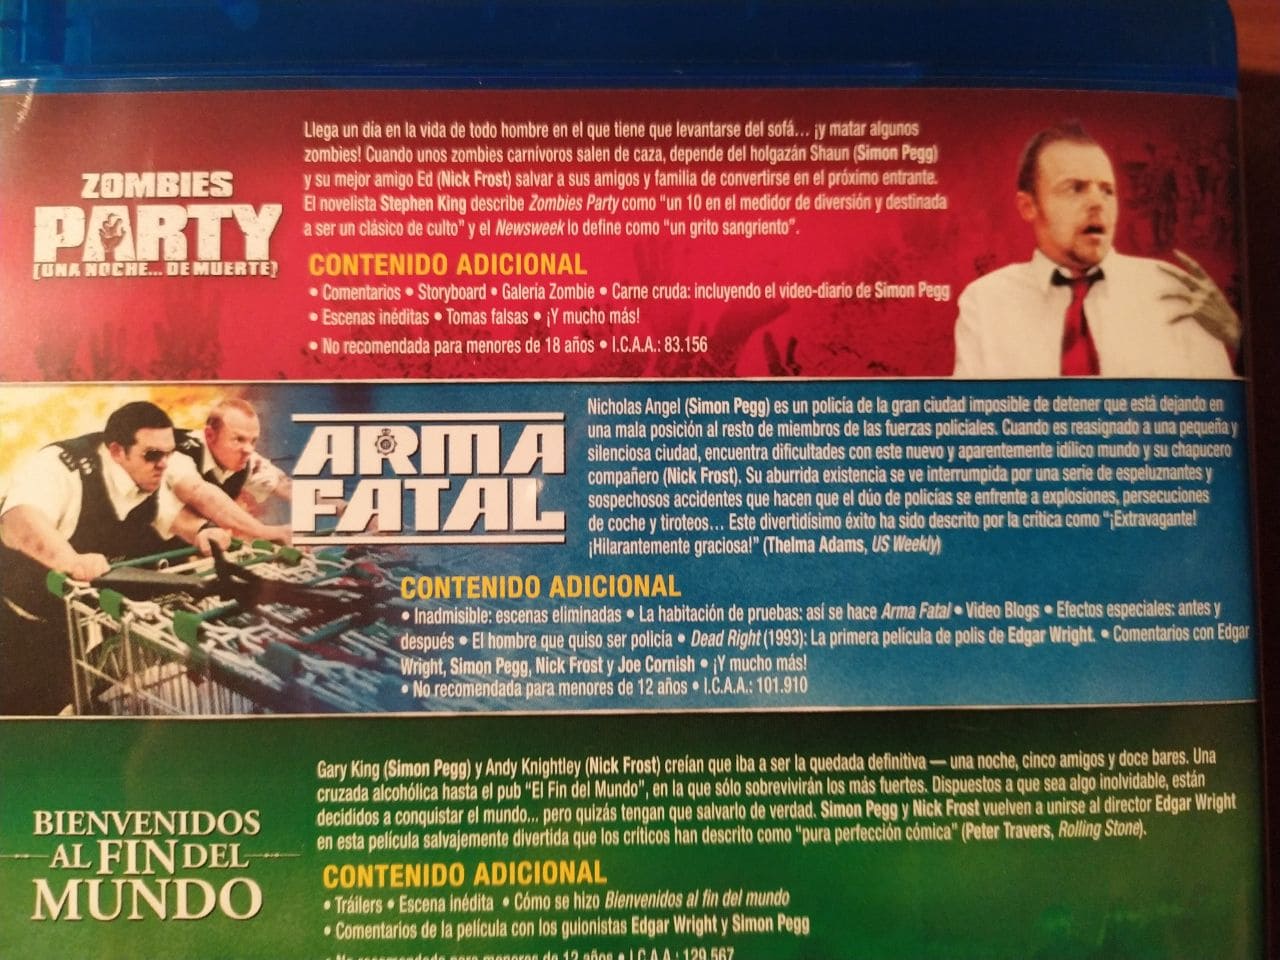 ZOMBIES
PARTY
(UNA NOCHE... DE MUERTE)
Llega un día en la vida de todo hombre en el que tiene que levantarse del sofá... ¡y matar algunos
zombies! Cuando unos zombies carnívoros salen de caza, depende del holgazán Shaun (Simon Pegg)
y su mejor amigo Ed (Nick Frost) salvar a sus amigos y familia de convertirse en el próximo entrante.
El novelista Stephen King describe Zombies Party como “un 10 en el medidor de diversión y destinada
a ser un clásico de culto” y el Newsweek lo define como “un grito sangriento”.
CONTENIDO ADICIONAL
• Comentarios • Storyboard • Galería Zombie • Carne cruda: incluyendo el video-diario de Simon Pegg
• Escenas inéditas • Tomas falsas • ¡Y mucho más!
• No recomendada para menores de 18 años • I.C.A.A.: 83.156
ARMA
FATAL
Nicholas Angel (Simon Pegg) es un policía de la gran ciudad imposible de detener que está dejando en
una mala posición al resto de miembros de las fuerzas policiales. Cuando es reasignado a una pequeña y
silenciosa ciudad, encuentra dificultades con este nuevo y aparentemente idílico mundo y su chapucero
compañero (Nick Frost). Su aburrida existencia se ve interrumpida por una serie de espeluznantes y
sospechosos accidentes que hacen que el dúo de policías se enfrente a explosiones, persecuciones
de coche y tiroteos... Este divertidísimo éxito ha sido descrito por la crítica como “¡Extravagante!
¡Hilarantemente graciosa!” (Thelma Adams, US Weekly)
CONTENIDO ADICIONAL
• Inadmisible: escenas eliminadas • La habitación de pruebas: así se hace Arma Fatal • Video Blogs • Efectos especiales: antes y
después • El hombre que quiso ser policía • Dead Right (1993): La primera película de polis de Edgar Wright. • Comentarios con Edgar
Wright, Simon Pegg, Nick Frost y Joe Cornish • ¡Y mucho más!
• No recomendada para menores de 12 años • I.C.A.A.: 101.910
BIENVENIDOS
AL FIN DEL
MUNDO
Gary King (Simon Pegg) y Andy Knightley (Nick Frost) creían que iba a ser la quedada definitiva — una noche, cinco amigos y doce bares. Una
cruzada alcohólica hasta el pub “El Fin del Mundo”, en la que sólo sobrevivirán los más fuertes. Dispuestos a que sea algo inolvidable, están
decididos a conquistar el mundo... pero quizás tengan que salvarlo de verdad. Simon Pegg y Nick Frost vuelven a unirse al director Edgar Wright
en esta película salvajemente divertida que los críticos han descrito como “pura perfección cómica” (Peter Travers, Rolling Stone).
CONTENIDO ADICIONAL
• Tráilers • Escena inédita • Cómo se hizo Bienvenidos al fin del mundo
• Comentarios de la película con los guionistas Edgar Wright y Simon Pegg
• No recomendada para menores de 12 años • I.C.A.A.: 129.567